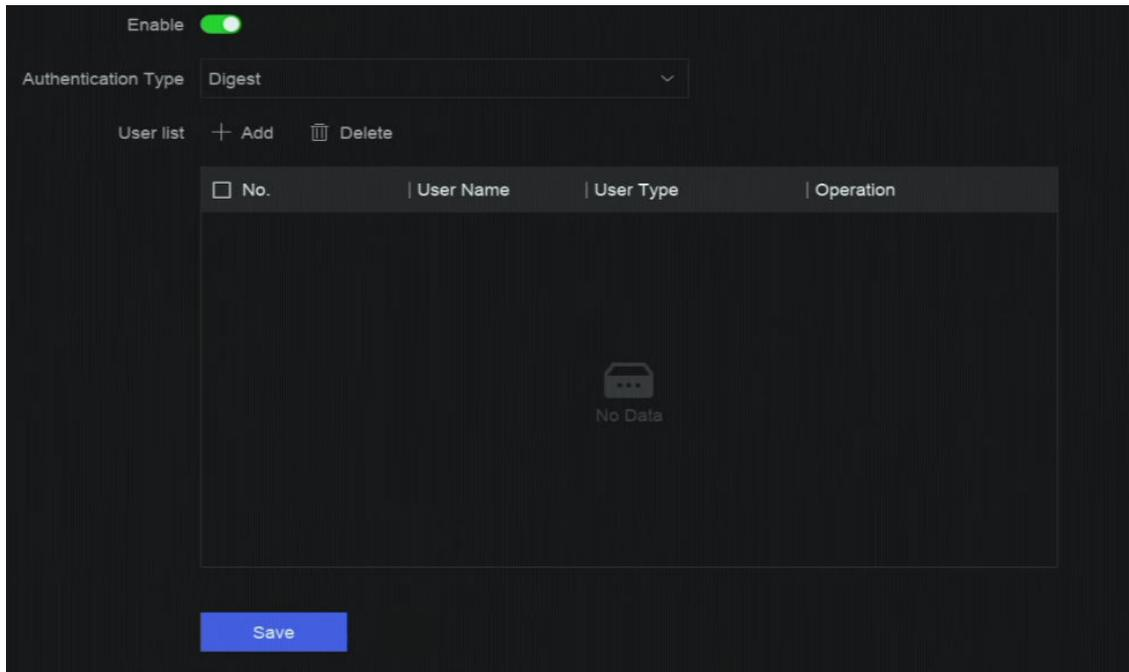 Enable
Authentication Type Digest
User list + Add Delete
No. | User Name | User Type | Operation
No Data
Save